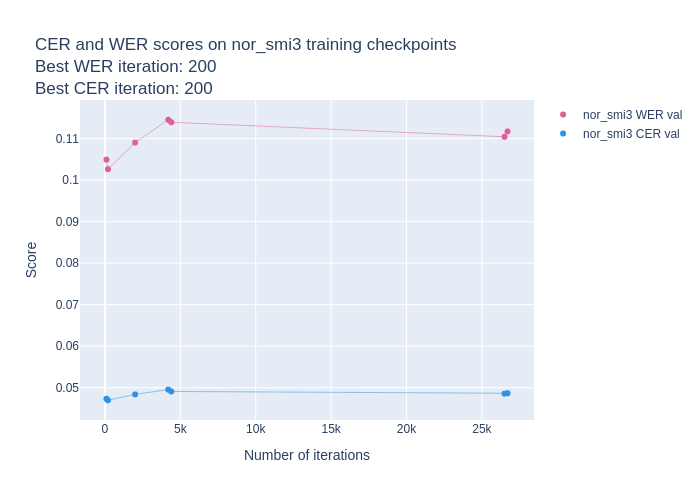 CER and WER scores on nor_smi3 training checkpoints
Best WER iteration: 200
Best CER iteration: 200
nor_smi3 WER val
nor_smi3 CER val
0.11
0.1
0.09
0.08
0.07
0.06
0.05
Score
0 5k 10k 15k 20k 25k
Number of iterations